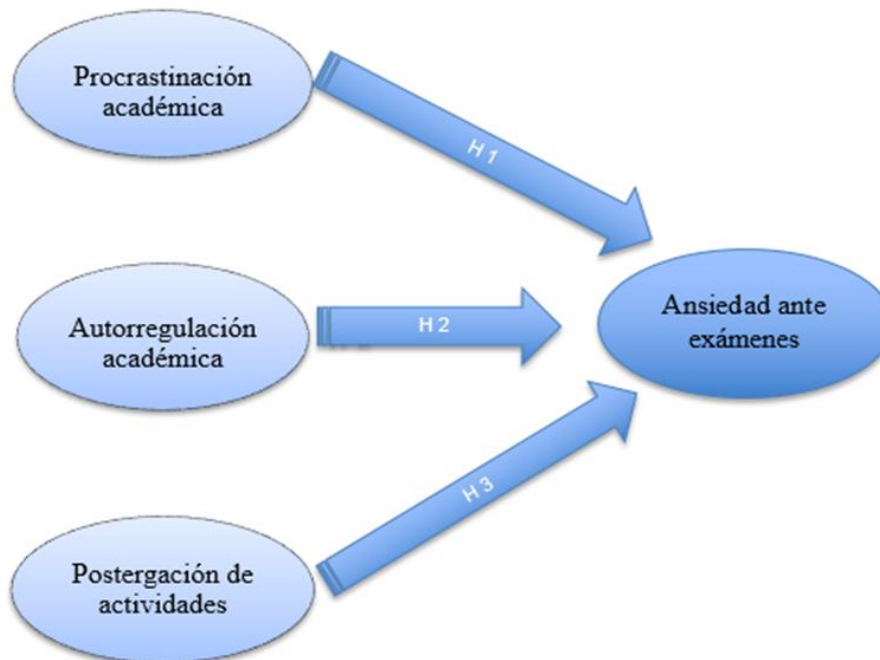 Procrastinación
académica
H 1
Autorregulación
académica
H 2
Ansiedad ante
exámenes
H 3
Postergación de
actividades